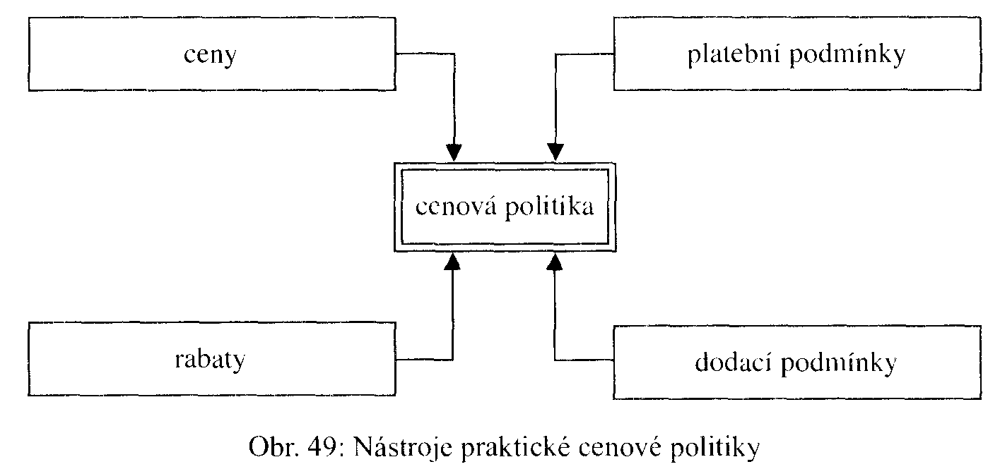 ceny
platební podmínky
cenová politika
rabaty
dodací podmínky
Obr. 49: Nástroje praktické cenové politiky